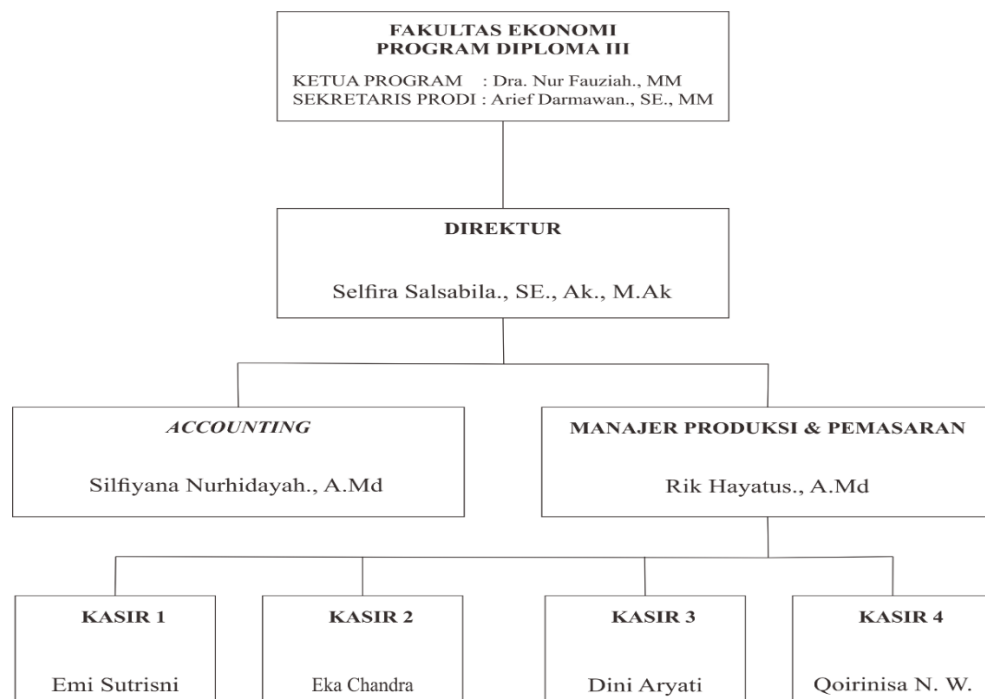 FAKULTAS EKONOMI
PROGRAM DIPLOMA III
KETUA PROGRAM : Dra. Nur Fauziah., MM
SEKRETARIS PRODI : Arief Darmawan., SE., MM
DIREKTUR
Selfira Salsabila., SE., Ak., M.Ak
ACCOUNTING
Silfiyana Nurhidayah., A.Md
MANAJER PRODUKSI & PEMASARAN
Rik Hayatus., A.Md
KASIR 1
Emi Sutrisni
KASIR 2
Eka Chandra
KASIR 3
Dini Aryati
KASIR 4
Qoirinisa N. W.